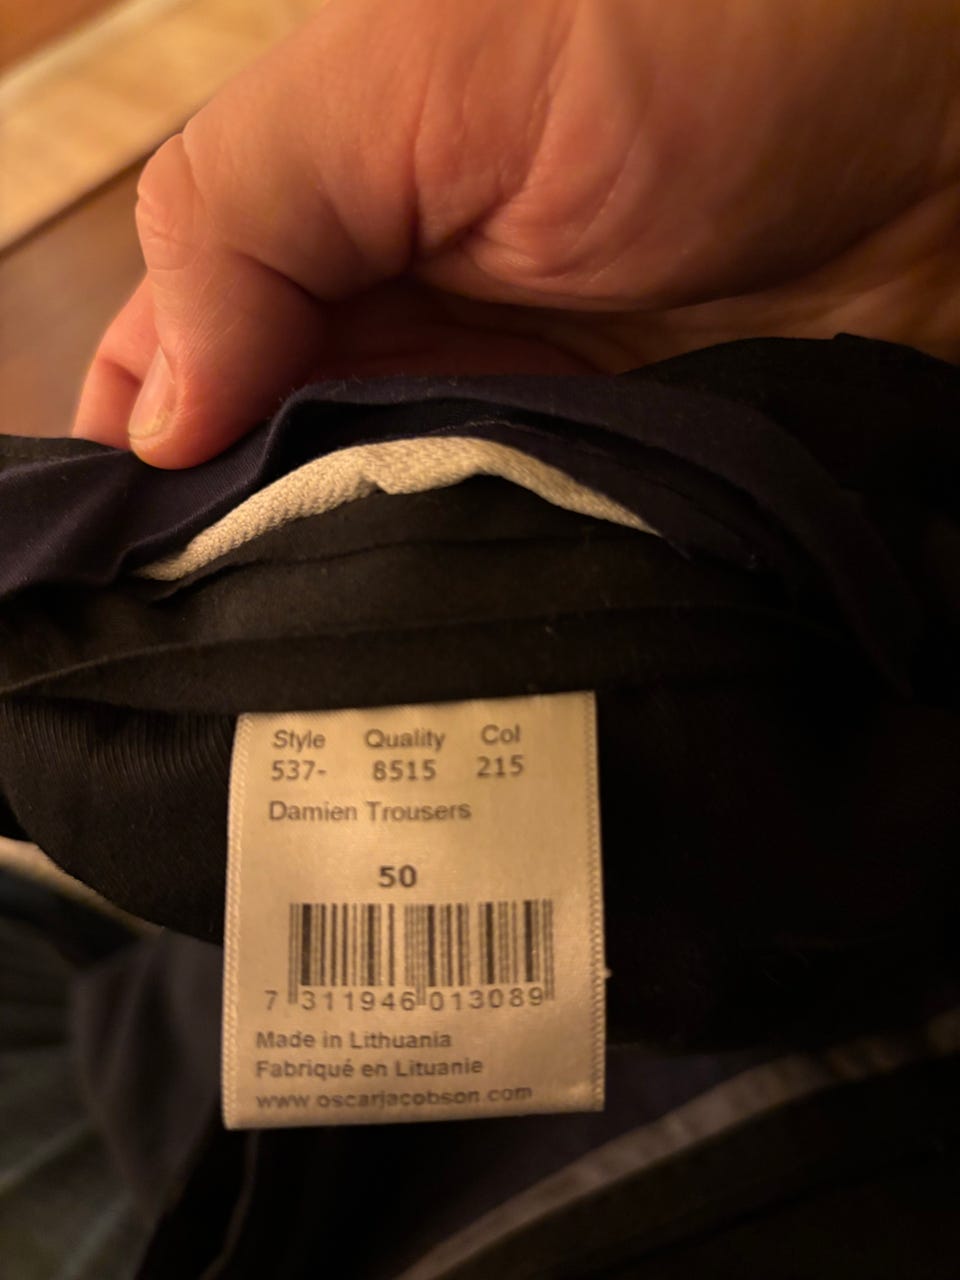 Style Quality Col
537- 8515 215
Damien Trousers
50
7 311946 013089
Made in Lithuania
Fabriqué en Lituanie
www.oscarjacobson.com